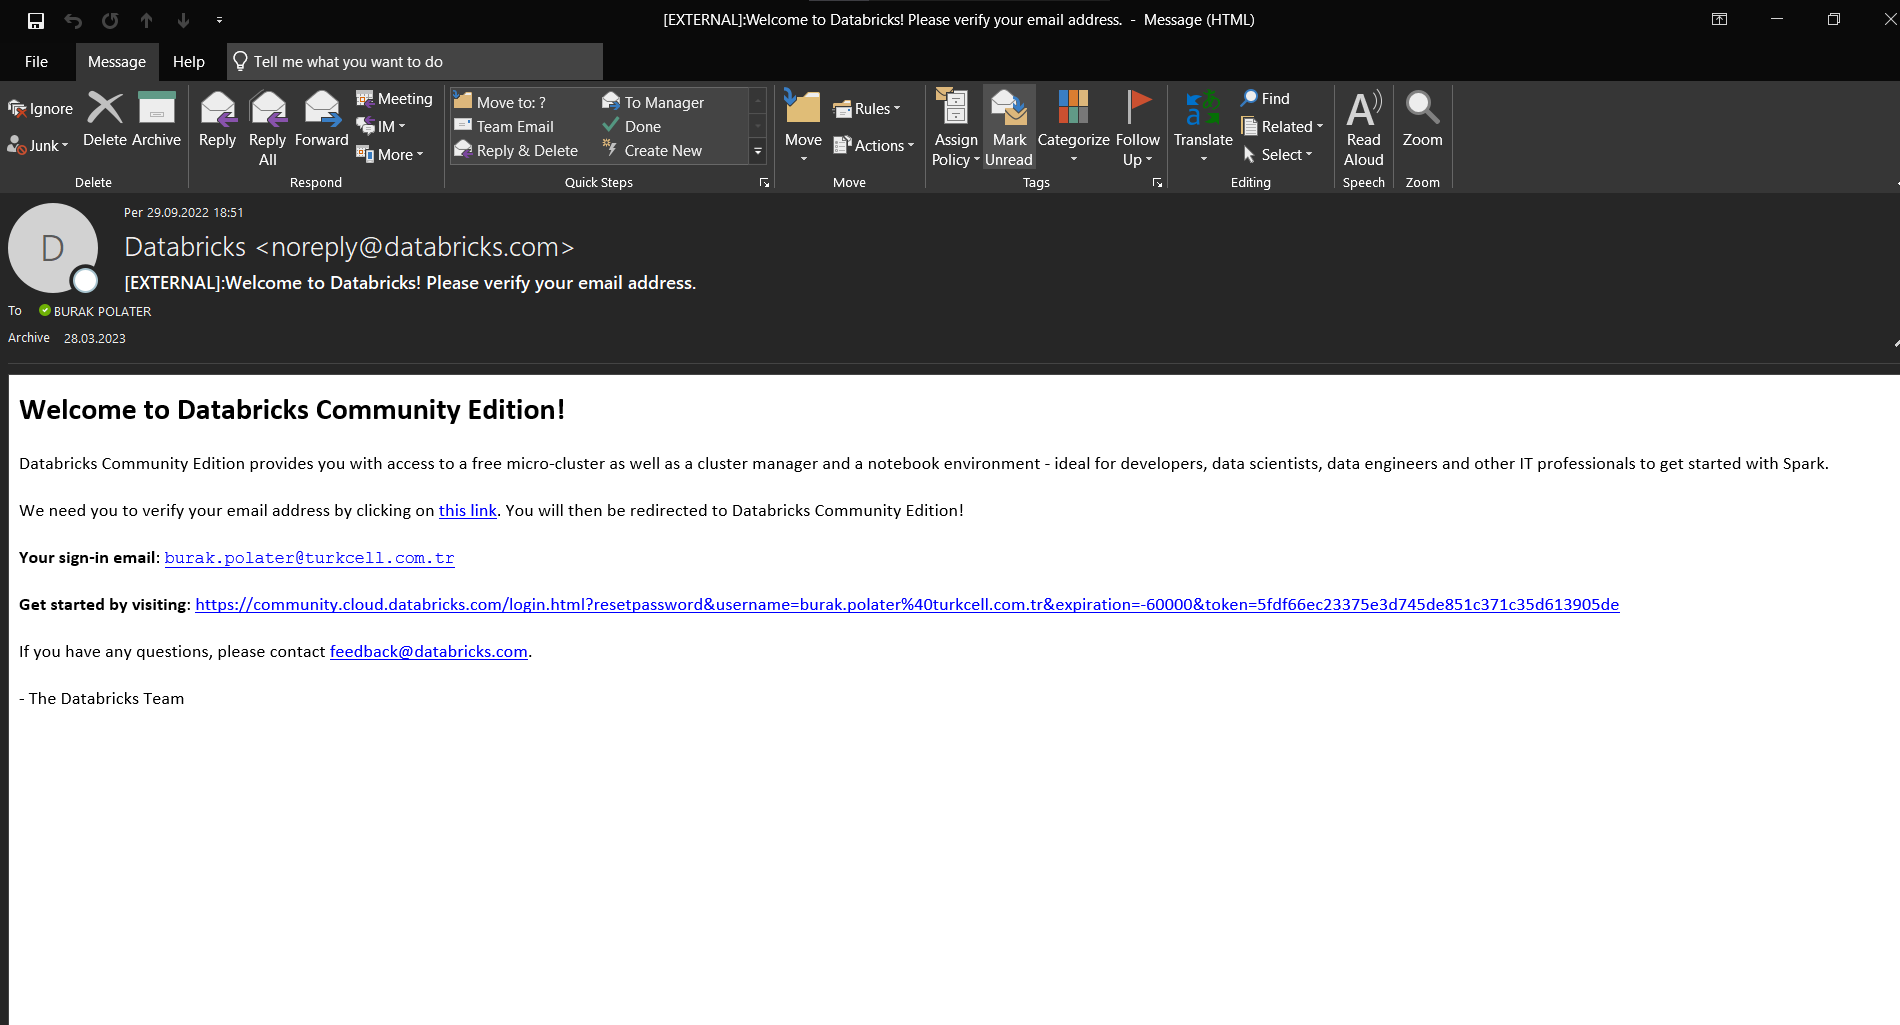 [EXTERNAL]:Welcome to Databricks! Please verify your email address. - Message (HTML)
File Message Help Tell me what you want to do
Ignore
Junk
Delete Archive
Delete
Reply Reply All Forward
Meeting
IM
More
Respond
Move to: ? To Manager
Team Email Done
Reply & Delete Create New
Quick Steps
Move
Rules
Actions
Move
Assign Policy Mark Unread Categorize Follow Up
Tags
Translate
Find
Related
Select
Editing
Read Aloud
Speech
Zoom
Zoom
D
Per 29.09.2022 18:51
Databricks <noreply@databricks.com>
[EXTERNAL]:Welcome to Databricks! Please verify your email address.
To BURAK POLATER
Archive 28.03.2023
Welcome to Databricks Community Edition!
Databricks Community Edition provides you with access to a free micro-cluster as well as a cluster manager and a notebook environment - ideal for developers, data scientists, data engineers and other IT professionals to get started with Spark.
We need you to verify your email address by clicking on this link. You will then be redirected to Databricks Community Edition!
Your sign-in email: burak.polater@turkcell.com.tr
Get started by visiting: https://community.cloud.databricks.com/login.html?resetpassword&username=burak.polater%40turkcell.com.tr&expiration=-60000&token=5fdf66ec23375e3d745de851c371c35d613905de
If you have any questions, please contact feedback@databricks.com.
- The Databricks Team